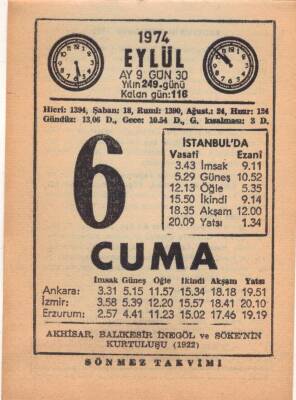 1974
EYLÜL
AY 9 GÜN 30
Yılın 249. günü
Kalan gün: 116
Hicri: 1394, Şaban: 18, Rumi: 1390, Ağust.: 24, Hızır: 124
Gündüz: 13,06 D., Gece: 10.54 D., G. kısalması: 3 D,
6
İSTANBUL'DA
Vasatî Ezanî
3.43 İmsak 9.11
5.29 Güneş 10.52
12.13 Öğle 5.35
15.50 İkindi 9.14
18.35 Akşam 12.00
20.09 Yatsı 1.34
CUMA
İmsak Güneş Öğle İkindi Akşam Yatsı
Ankara: 3.31 5.15 11.57 15.34 18.18 19.51
İzmir: 3.58 5.39 12.20 15.57 18.41 20.10
Erzurum: 2.57 4.41 11.23 15.02 17.46 19.19
AKHİSAR, BALIKESİR İNEGÖL ve SÖKE'NİN
KURTULUŞU (1922)
SÖNMEZ TAKVİMİ